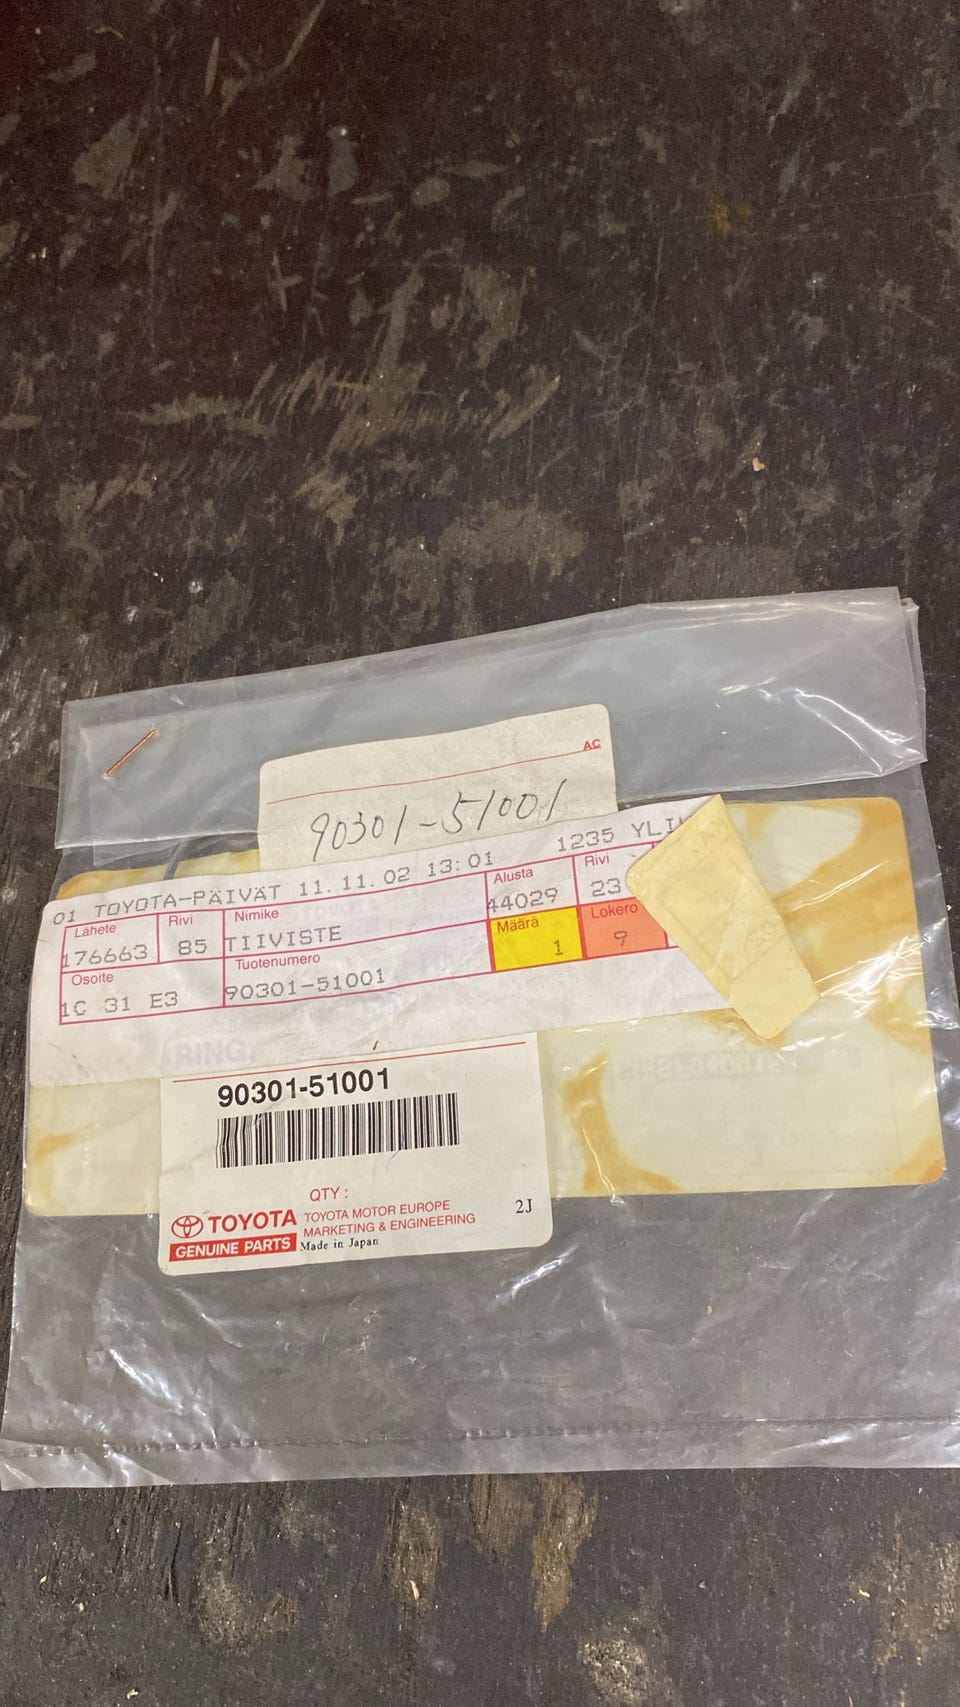 AC
90301-51001
01 TOYOTA-PÄIVÄT 11.11.02 13:01 1235
Lähete Rivi Nimike Alusta Rivi
176663 85 TIIVISTE 44029 23
Osoite Tuotenumero Määrä Lokero
1C 31 E3 90301-51001 1 9
RING
90301-51001
QTY :
TOYOTA TOYOTA MOTOR EUROPE
MARKETING & ENGINEERING 2J
GENUINE PARTS Made in Japan